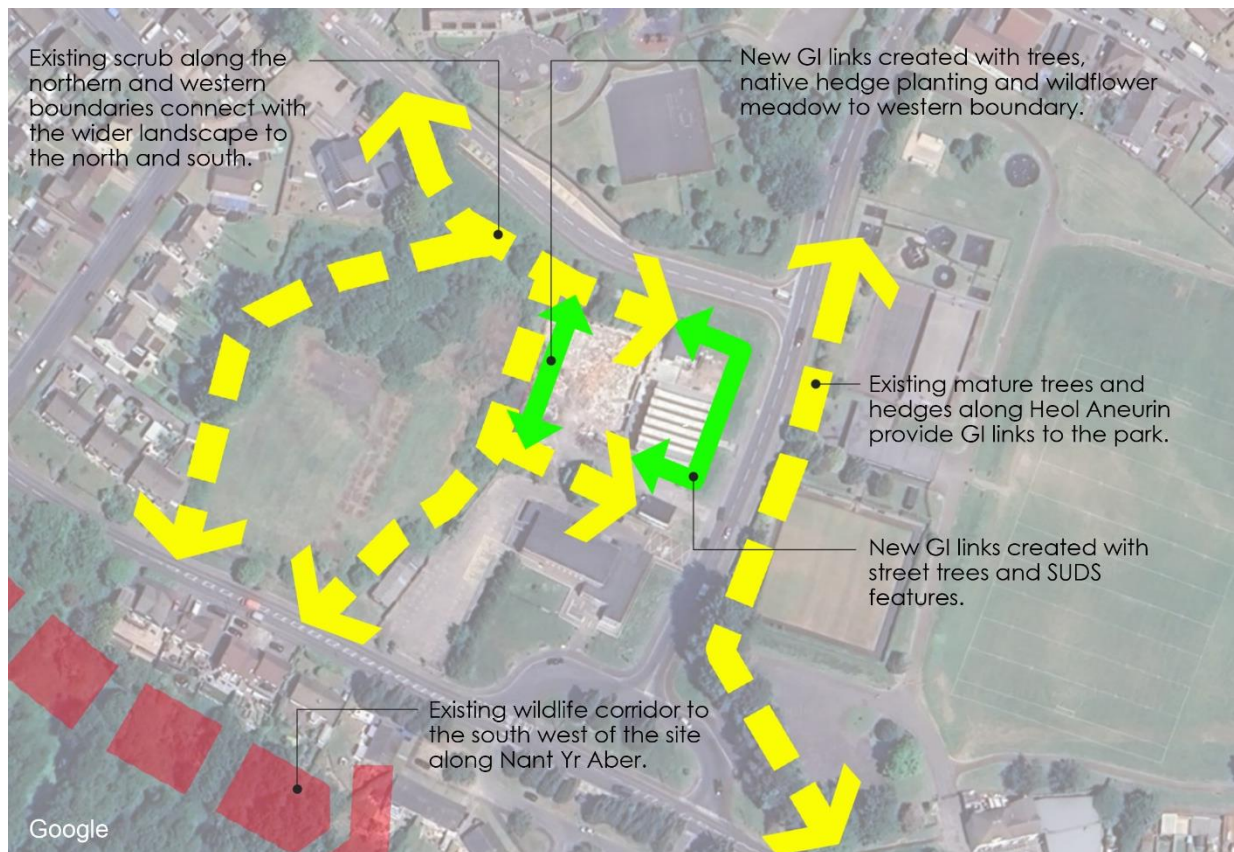 Existing scrub along the
northern and western
boundaries connect with
the wider landscape to
the north and south.
New GI links created with trees,
native hedge planting and wildflower
meadow to western boundary.
Existing mature trees and
hedges along Heol Aneurin
provide GI links to the park.
New GI links created with
street trees and SUDS
features.
Existing wildlife corridor to
the south west of the site
along Nant Yr Aber.
Google